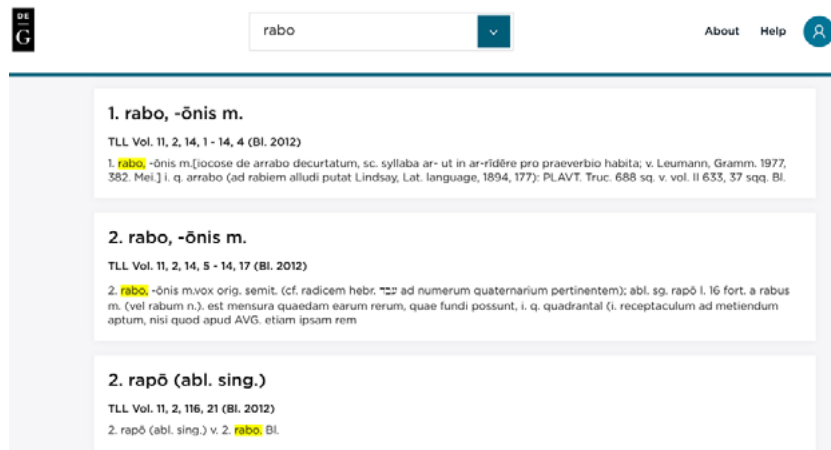 DE
G
rabo
About Help
1. rabo, -ōnis m.
TLL Vol. 11, 2, 14, 1 - 14, 4 (Bl. 2012)
1. rabo, -ōnis m.[iocose de arrabo decurtatum, sc. syllaba ar- ut in ar-rīdēre pro praeverbio habita; v. Leumann, Gramm. 1977,
382. Mei.] i. q. arrabo (ad rabiem alludi putat Lindsay, Lat. language, 1894, 177): PLAVT. Truc. 688 sq. v. vol. II 633, 37 sqq. Bl.
2. rabo, -ōnis m.
TLL Vol. 11, 2, 14, 5 - 14, 17 (Bl. 2012)
2. rabo, -ōnis m.vox orig. semit. (cf. radicem hebr. עבד ad numerum quaternarium pertinentem); abl. sg. rapō l. 16 fort. a rabus
m. (vel rabum n.). est mensura quaedam earum rerum, quae fundi possunt, i. q. quadrantal (i. receptaculum ad metiendum
aptum, nisi quod apud AVG. etiam ipsam rem
2. rapō (abl. sing.)
TLL Vol. 11, 2, 116, 21 (Bl. 2012)
2. rapō (abl. sing.) v. 2. rabo. Bl.